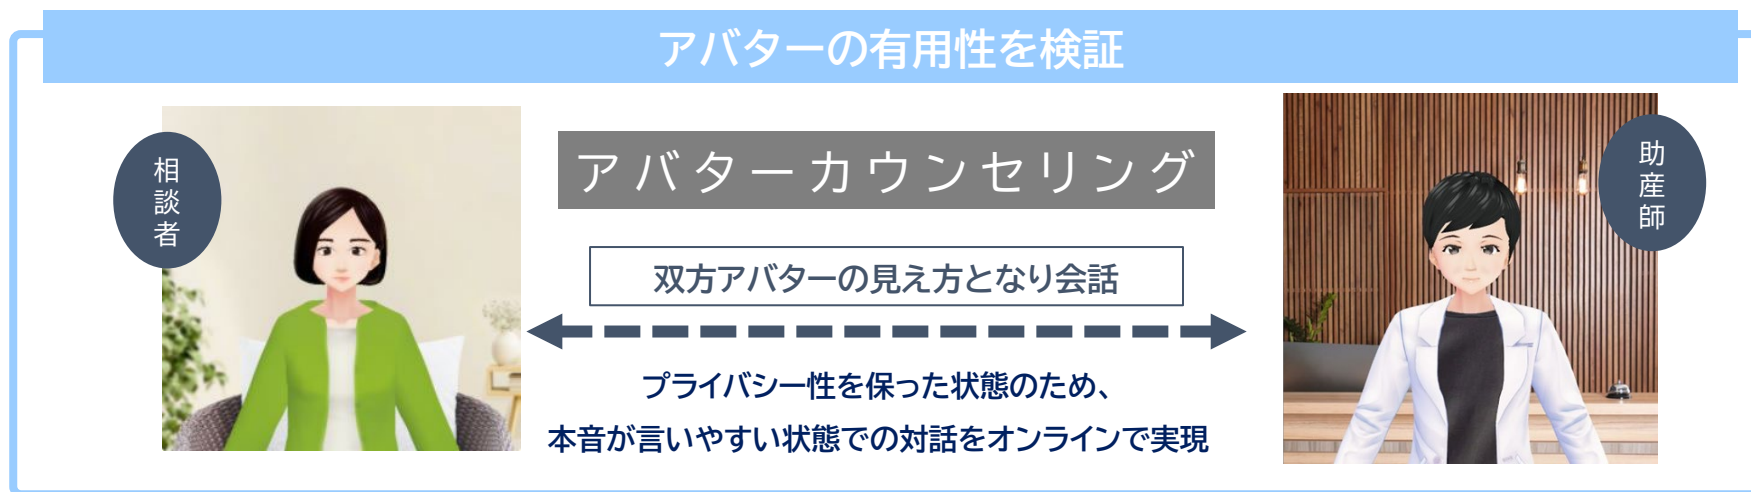 アバターの有用性を検証
相談者
アバターカウンセリング
助産師
双方アバターの見え方となり会話
プライバシー性を保った状態のため、
本音が言いやすい状態での対話をオンラインで実現